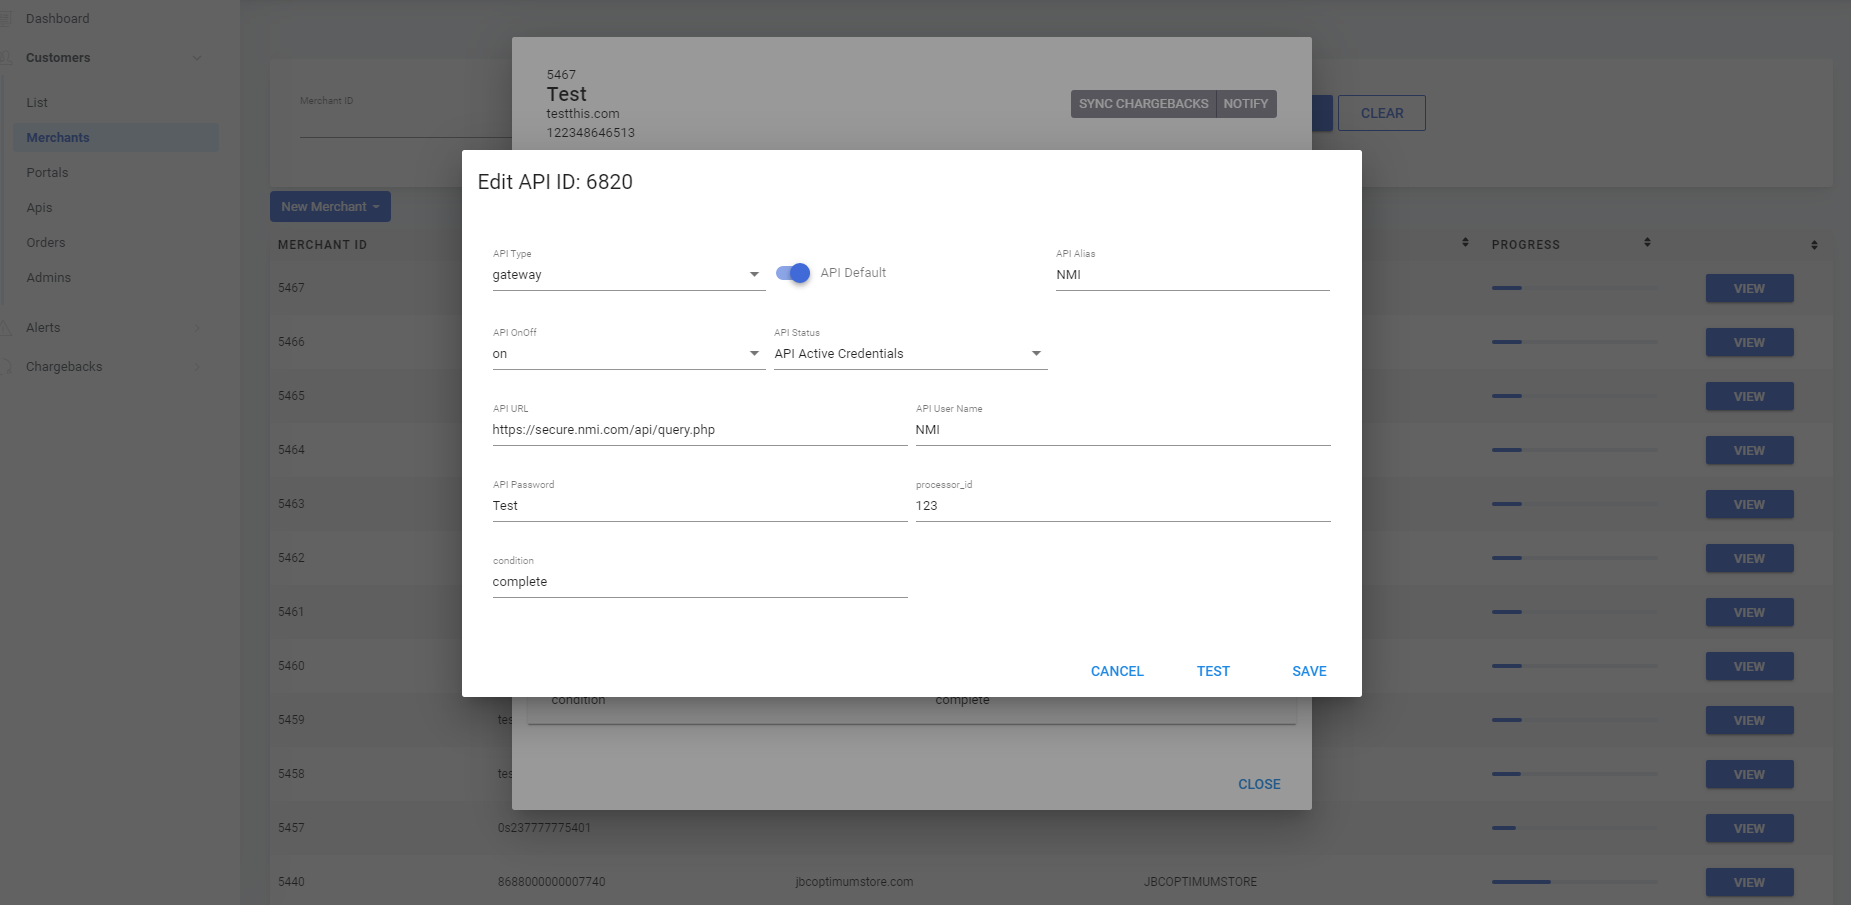 Dashboard
Customers
List
Merchants
Portals
Apis
Orders
Admins
Alerts
Chargebacks
Merchant ID
CLEAR
New Merchant
MERCHANT ID
PROGRESS
5467
VIEW
5466
VIEW
5465
VIEW
5464
VIEW
5463
VIEW
5462
VIEW
5461
VIEW
5460
VIEW
5459
tes
VIEW
5458
tes
VIEW
5457
0s237777775401
VIEW
5440
8688000000007740
jbcoptimumstore.com
JBCOPTIMUMSTORE
VIEW
5467
Test
testthis.com
122348646513
SYNC CHARGEBACKS
NOTIFY
Edit API ID: 6820
API Type
gateway
API Default
API Alias
NMI
API OnOff
on
API Status
API Active Credentials
API URL
https://secure.nmi.com/api/query.php
API User Name
NMI
API Password
Test
processor_id
123
condition
complete
CANCEL
TEST
SAVE
condition
complete
CLOSE